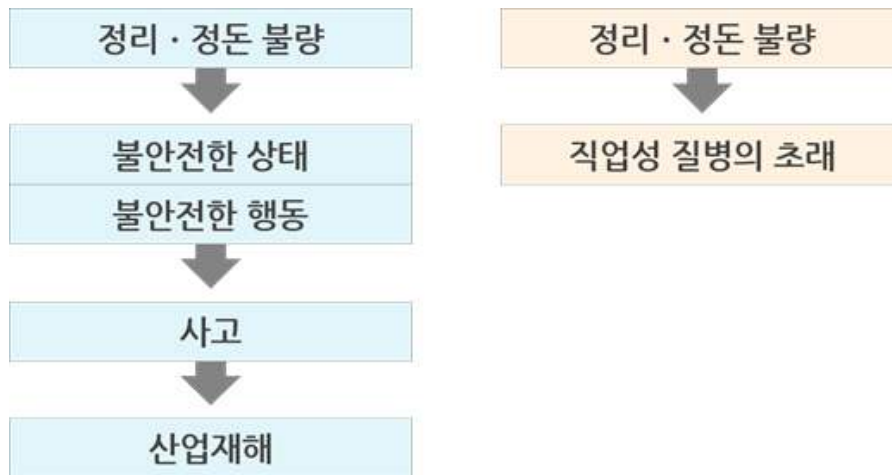 정리 · 정돈 불량
불안전한 상태
불안전한 행동
사고
산업재해
정리 · 정돈 불량
직업성 질병의 초래